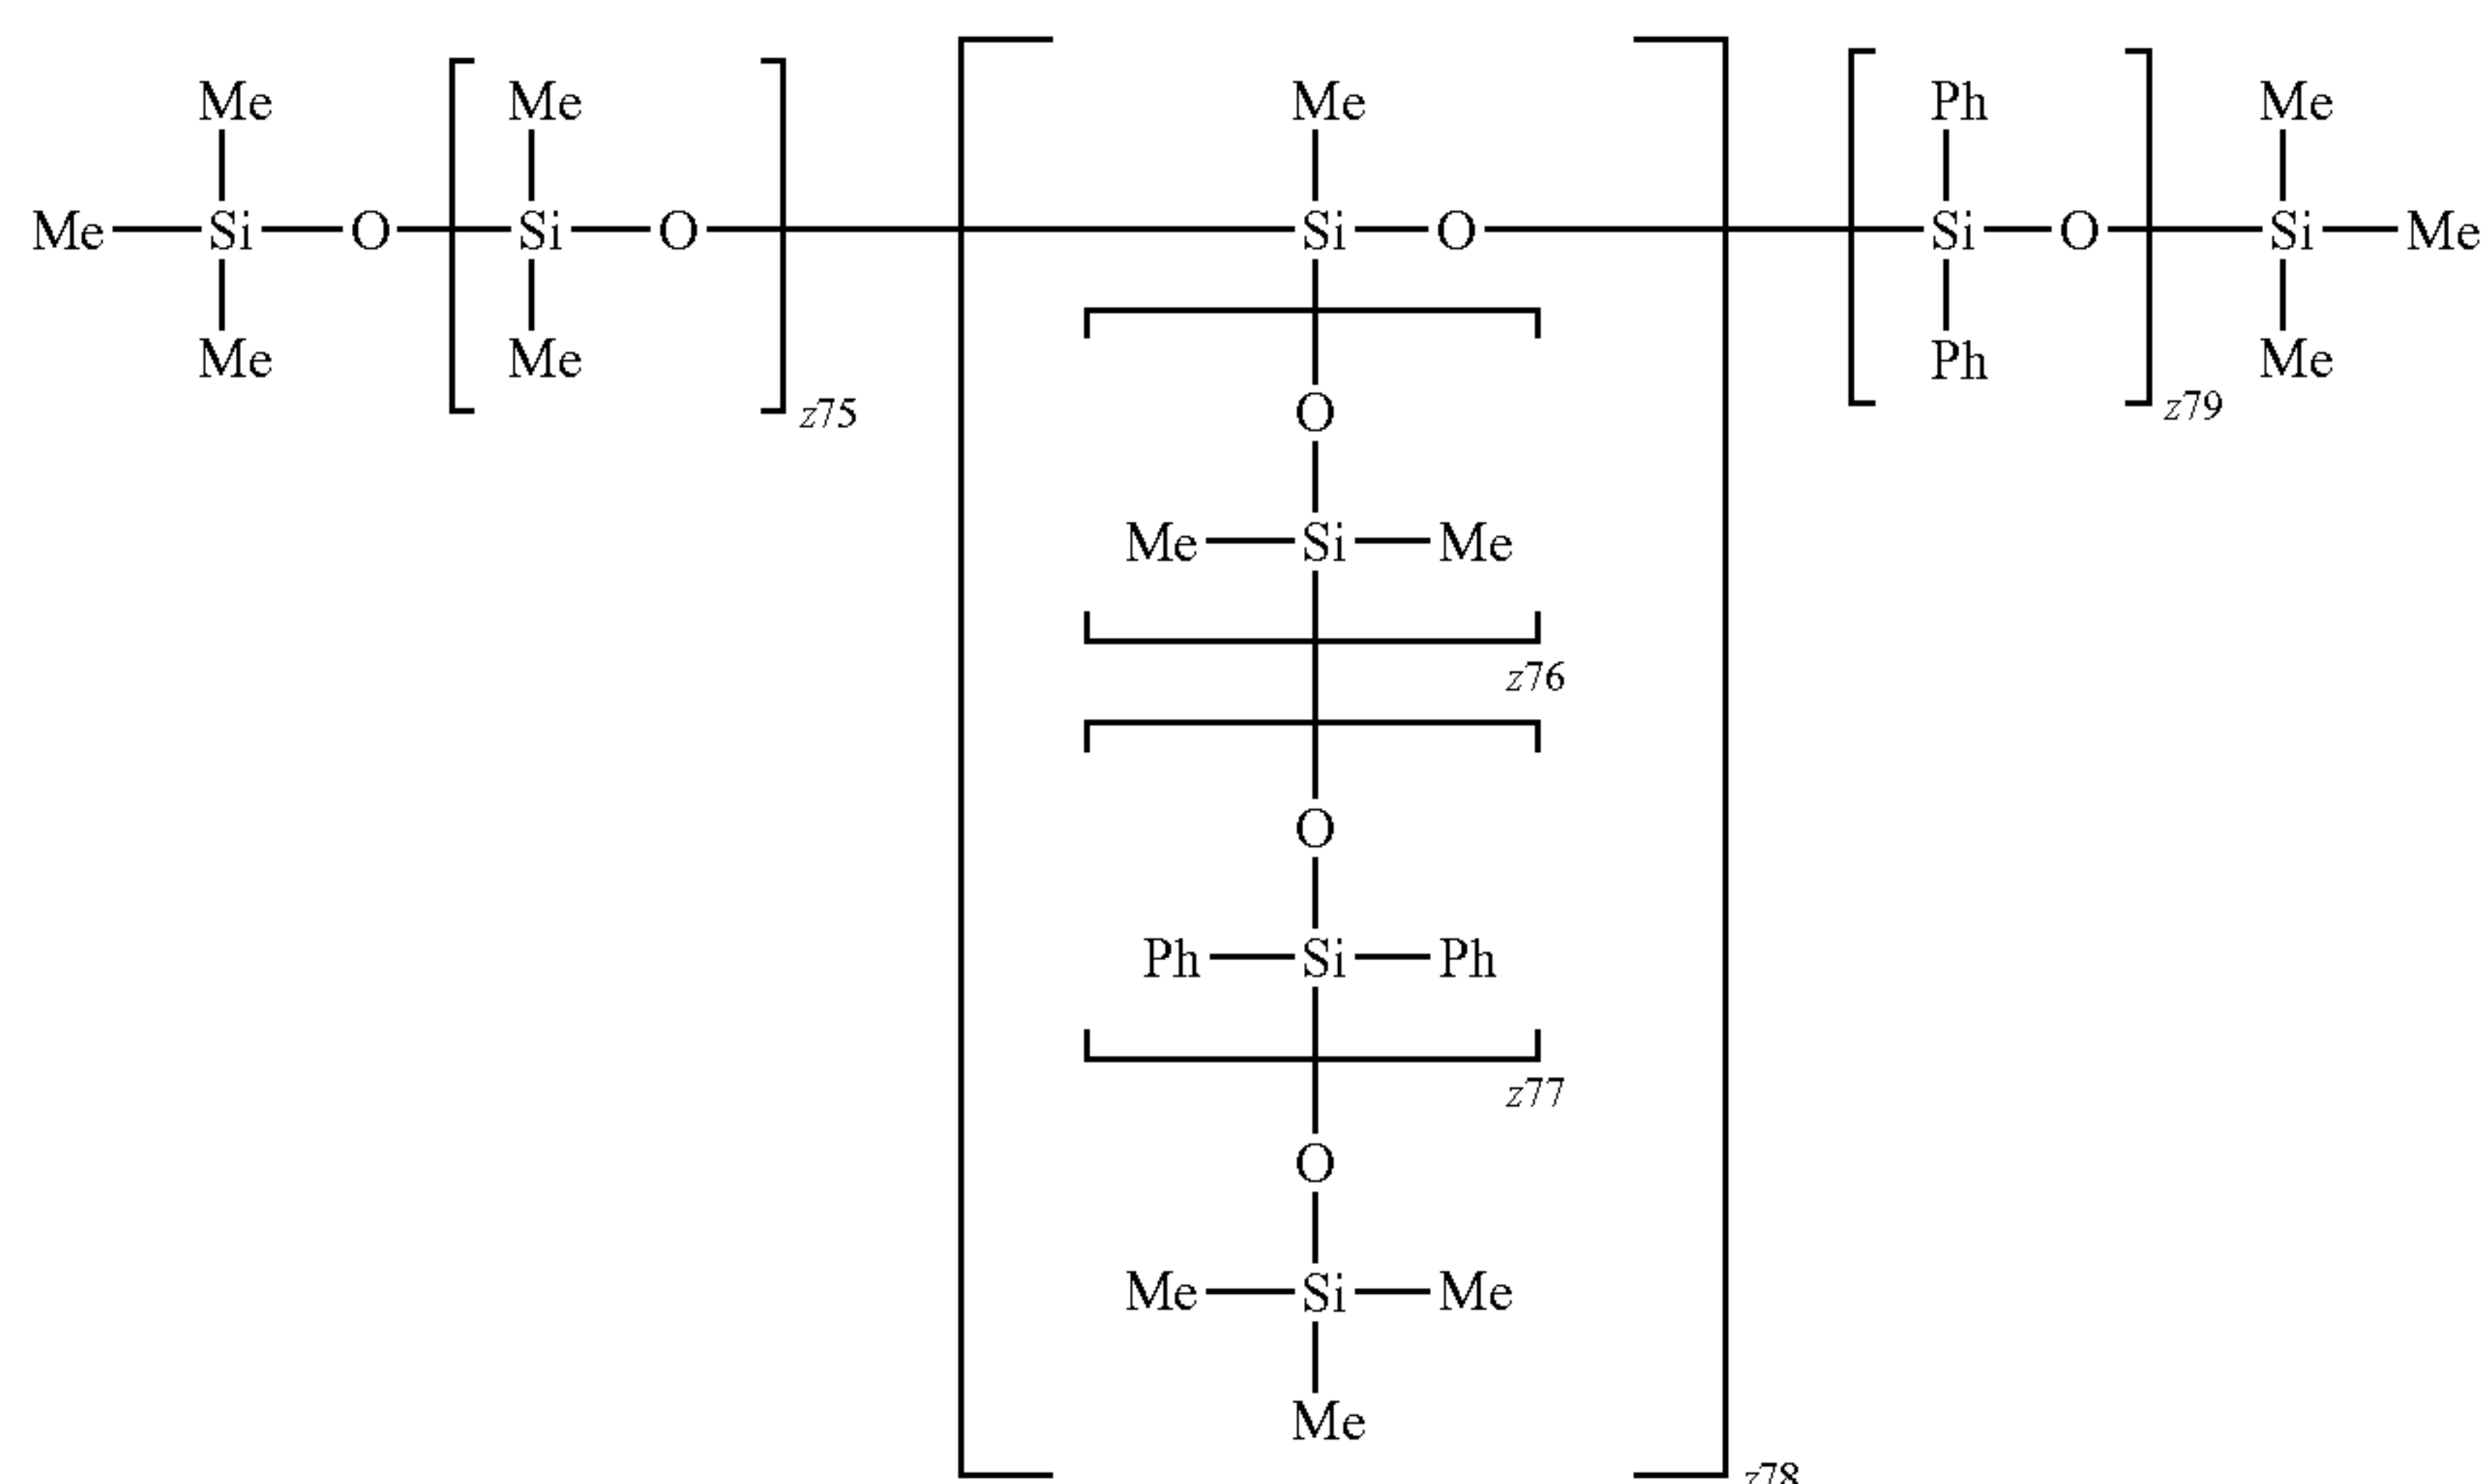 Me Me Me Ph Me
Me Si O Si O Si O Si O Si Me
Me Me Ph Me
z75 O z79
Me Si Me
z76
O
Ph Si Ph
z77
O
Me Si Me
Me
z78